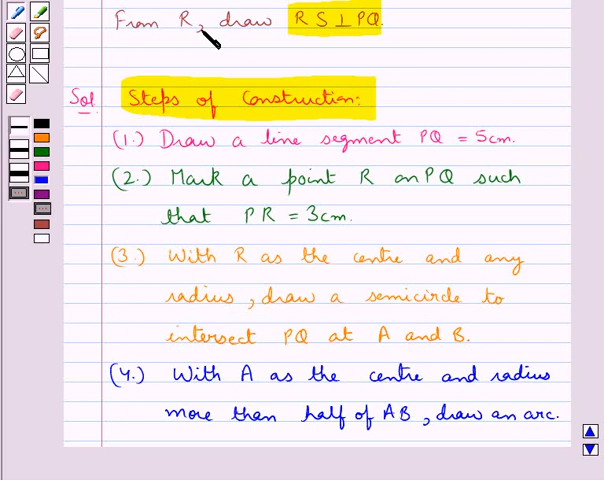 From R, draw RS⊥PQ.
Sol. Steps of Construction:
(1.) Draw a line segment PQ = 5cm.
(2.) Mark a point R on PQ such
that PR = 3cm.
(3.) With R as the centre and any
radius, draw a semicircle to
intersect PQ at A and B.
(4.) With A as the centre and radius
more than half of AB, draw an arc.